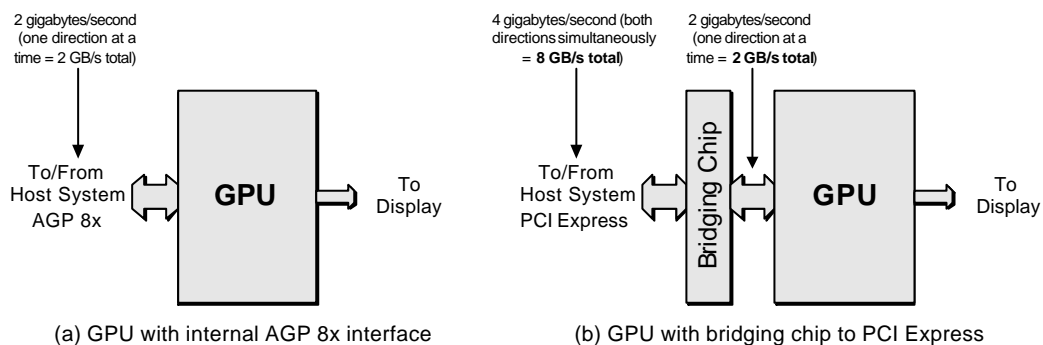 2 gigabytes/second
(one direction at a
time = 2 GB/s total)
To/From
Host System
AGP 8x
GPU
To
Display
(a) GPU with internal AGP 8x interface
4 gigabytes/second (both
directions simultaneously
= 8 GB/s total)
2 gigabytes/second
(one direction at a
time = 2 GB/s total)
To/From
Host System
PCI Express
Bridging Chip
GPU
To
Display
(b) GPU with bridging chip to PCI Express